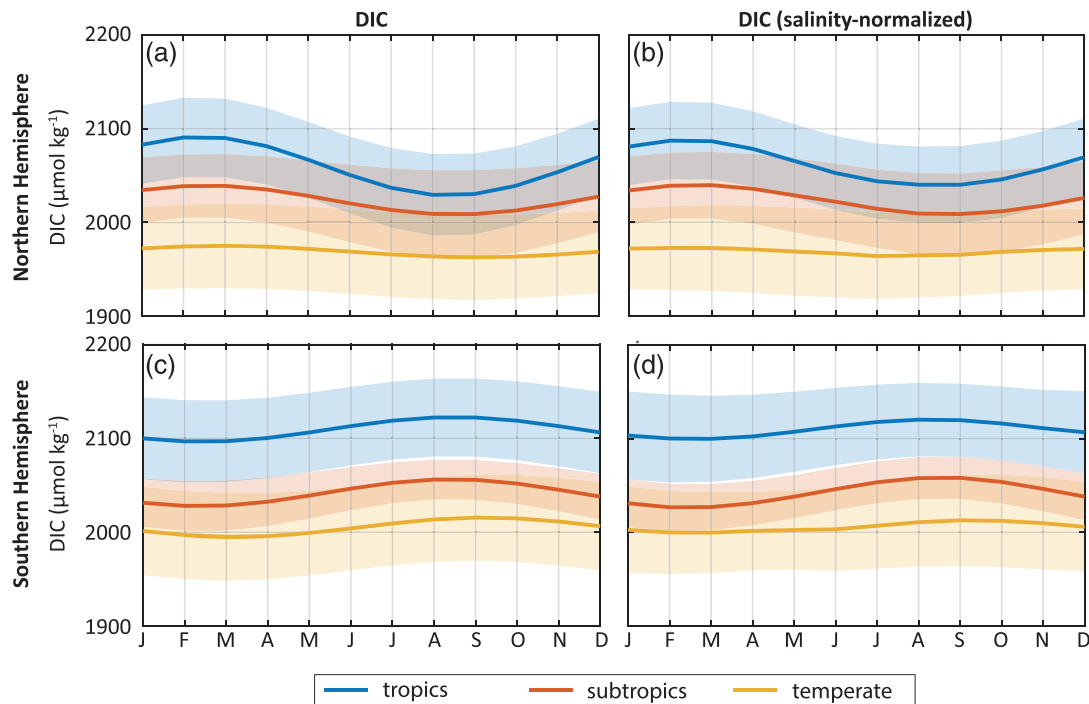 DIC
DIC (salinity-normalized)
Northern Hemisphere
DIC (μmol kg⁻¹)
2200
2100
2000
1900
(a)
(b)
Southern Hemisphere
DIC (μmol kg⁻¹)
2200
2100
2000
1900
(c)
(d)
J F M A M J J A S O N D
J F M A M J J A S O N D
tropics subtropics temperate